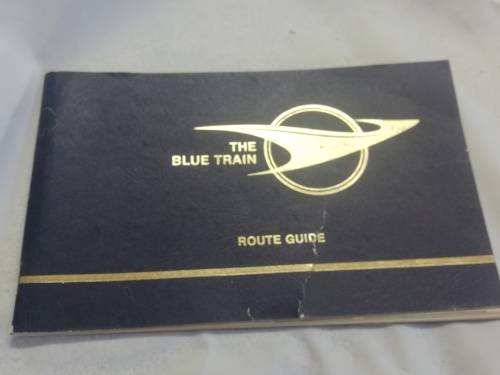 THE
BLUE TRAIN
ROUTE GUIDE